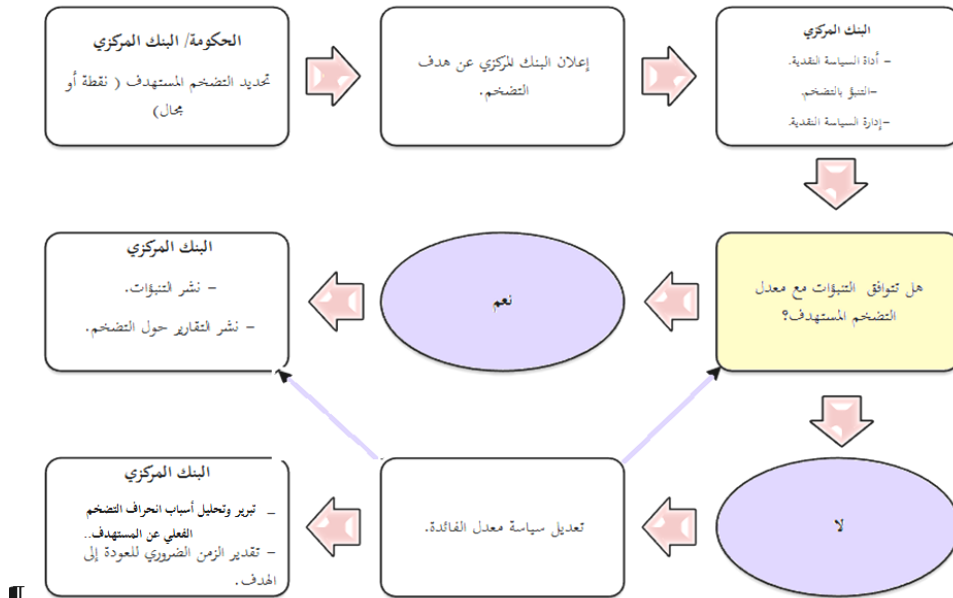 الحكومة/ البنك المركزي
تحديد التضخم المستهدف ( نقطة أو
مجال)
إعلان البنك المركزي عن هدف
التضخم.
البنك المركزي
– أداة السياسة النقدية.
–التنبؤ بالتضخم.
–إدارة السياسة النقدية.
هل تتوافق التنبؤات مع معدل
التضخم المستهدف؟
نعم
البنك المركزي
– نشر التنبؤات.
– نشر التقارير حول التضخم.
لا
تعديل سياسة معدل الفائدة.
البنك المركزي
– تبرير وتحليل أسباب انحراف التضخم
الفعلي عن المستهدف..
– تقدير الزمن الضروري للعودة إلى
الهدف.
¶